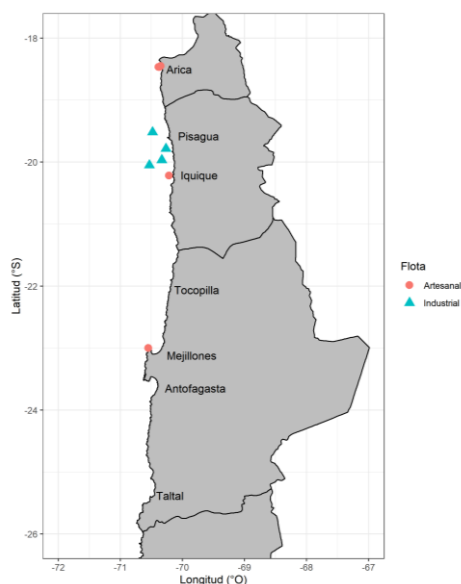 -18
-20
-22
-24
-26
Latitud (°S)
Arica
Pisagua
Iquique
Tocopilla
Mejillones
Antofagasta
Taltal
-72
-71
-70
-69
-68
-67
Longitud (°O)
Flota
Artesanal
Industrial